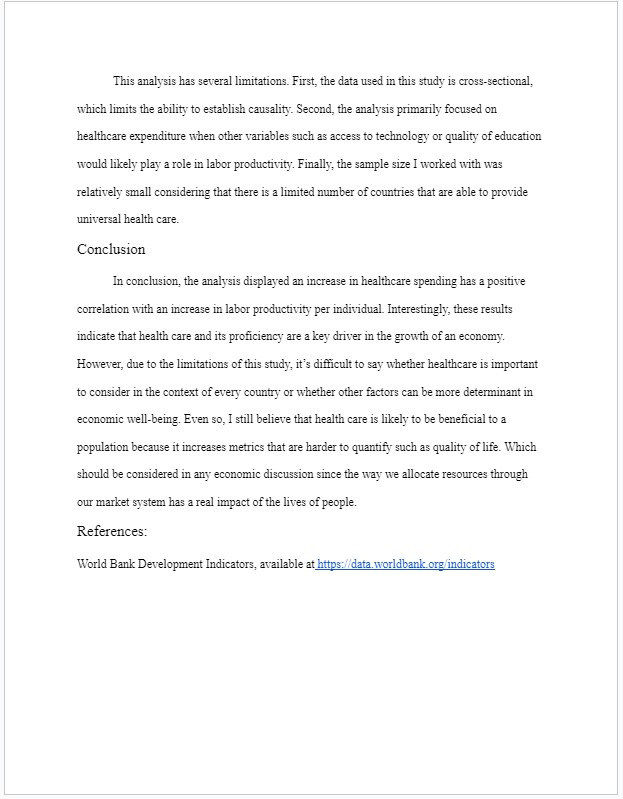 This analysis has several limitations. First, the data used in this study is cross-sectional,
which limits the ability to establish causality. Second, the analysis primarily focused on
healthcare expenditure when other variables such as access to technology or quality of education
would likely play a role in labor productivity. Finally, the sample size I worked with was
relatively small considering that there is a limited number of countries that are able to provide
universal health care.
Conclusion
In conclusion, the analysis displayed an increase in healthcare spending has a positive
correlation with an increase in labor productivity per individual. Interestingly, these results
indicate that health care and its proficiency are a key driver in the growth of an economy.
However, due to the limitations of this study, it’s difficult to say whether healthcare is important
to consider in the context of every country or whether other factors can be more determinant in
economic well-being. Even so, I still believe that health care is likely to be beneficial to a
population because it increases metrics that are harder to quantify such as quality of life. Which
should be considered in any economic discussion since the way we allocate resources through
our market system has a real impact of the lives of people.
References:
World Bank Development Indicators, available at https://data.worldbank.org/indicators